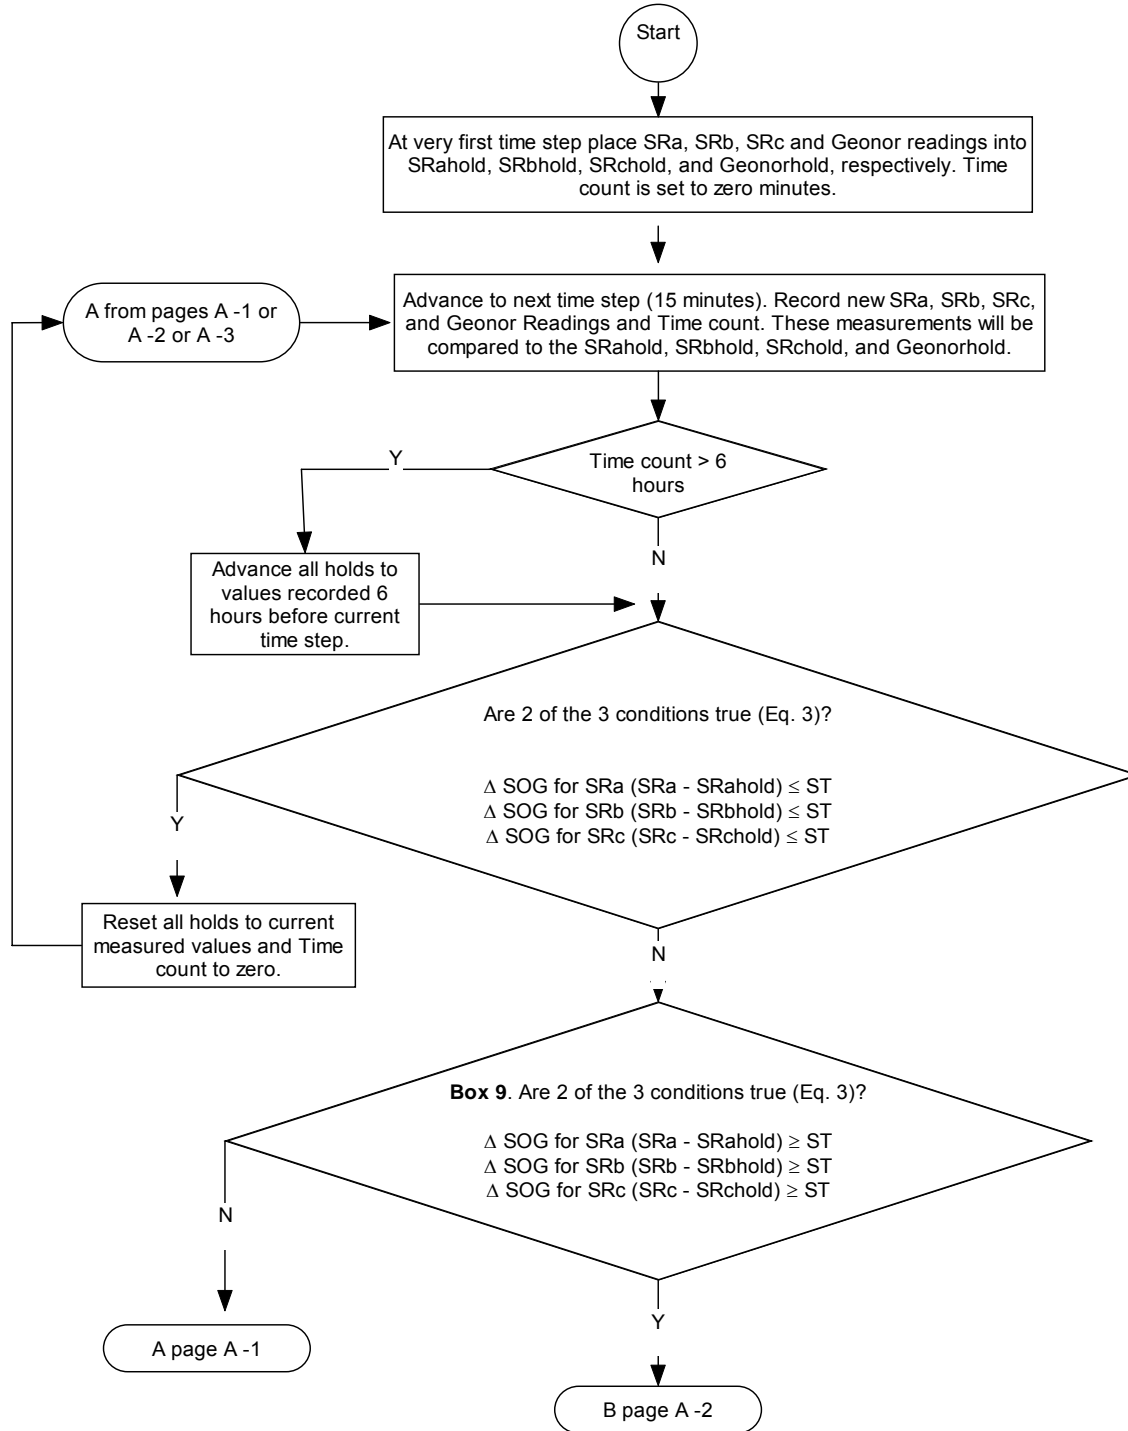 Start
At very first time step place SRa, SRb, SRc and Geonor readings into
SRahold, SRbhold, SRchold, and Geonorhold, respectively. Time
count is set to zero minutes.
A from pages A -1 or
A -2 or A -3
Advance to next time step (15 minutes). Record new SRa, SRb, SRc,
and Geonor Readings and Time count. These measurements will be
compared to the SRahold, SRbhold, SRchold, and Geonorhold.
Time count > 6
hours
Y
N
Advance all holds to
values recorded 6
hours before current
time step.
Are 2 of the 3 conditions true (Eq. 3)?
Δ SOG for SRa (SRa - SRahold) ≤ ST
Δ SOG for SRb (SRb - SRbhold) ≤ ST
Δ SOG for SRc (SRc - SRchold) ≤ ST
Y
Reset all holds to current
measured values and Time
count to zero.
N
Box 9. Are 2 of the 3 conditions true (Eq. 3)?
Δ SOG for SRa (SRa - SRahold) ≥ ST
Δ SOG for SRb (SRb - SRbhold) ≥ ST
Δ SOG for SRc (SRc - SRchold) ≥ ST
N
A page A -1
Y
B page A -2